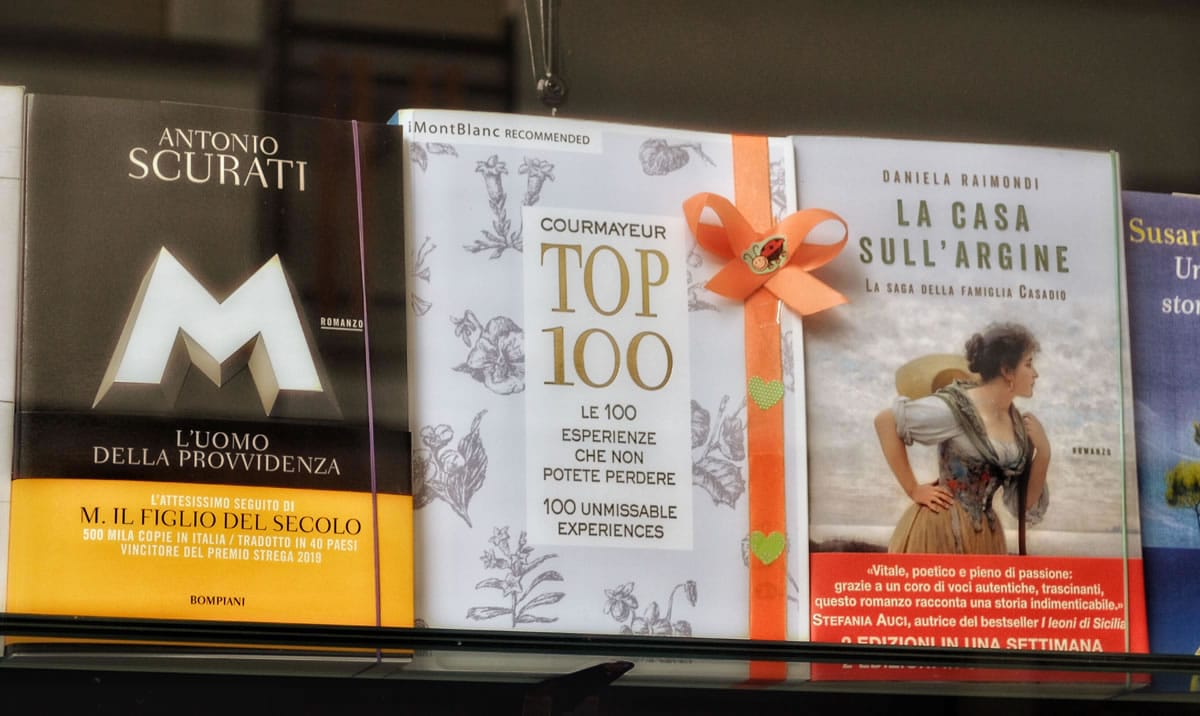 ANTONIO
SCURATI
M
ROMANZO
L'UOMO
DELLA PROVVIDENZA
L'ATTESISSIMO SEGUITO DI
M. IL FIGLIO DEL SECOLO
500 MILA COPIE IN ITALIA / TRADOTTO IN 40 PAESI
VINCITORE DEL PREMIO STREGA 2019
BOMPIANI
iMontBlanc RECOMMENDED
COURMAYEUR
TOP
100
LE 100
ESPERIENZE
CHE NON
POTETE PERDERE
100 UNMISSABLE
EXPERIENCES
DANIELA RAIMONDI
LA CASA
SULL'ARGINE
LA SAGA DELLA FAMIGLIA CASADIO
ROMANZO
«Vitale, poetico e pieno di passione:
grazie a un coro di voci autentiche, trascinanti,
questo romanzo racconta una storia indimenticabile.»
STEFANIA AUCI, autrice del bestseller I leoni di Sicilia
2 EDIZIONI IN UNA SETTIMANA
Susan
Un
stor